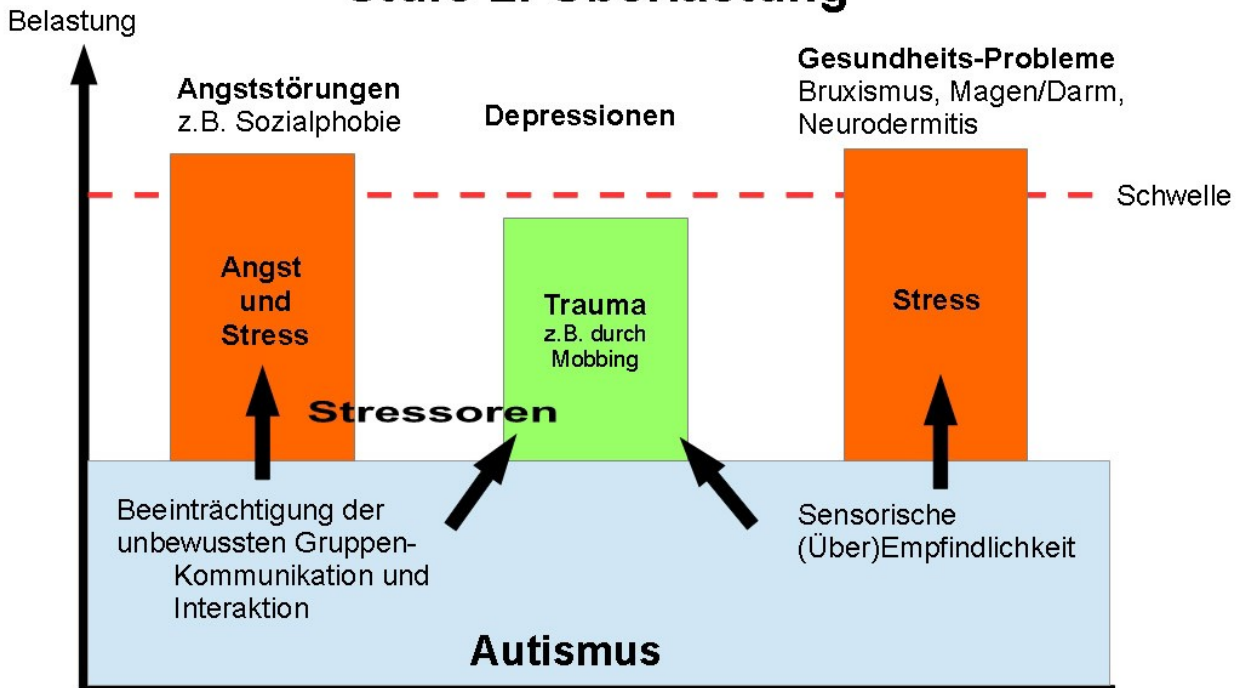 Belastung
Angststörungen
z.B. Sozialphobie
Depressionen
Gesundheits-Probleme
Bruxismus, Magen/Darm,
Neurodermitis
Schwelle
Angst
und
Stress
Trauma
z.B. durch
Mobbing
Stress
Stressoren
Beeinträchtigung der
unbewussten Gruppen-
Kommunikation und
Interaktion
Sensorische
(Über)Empfindlichkeit
Autismus